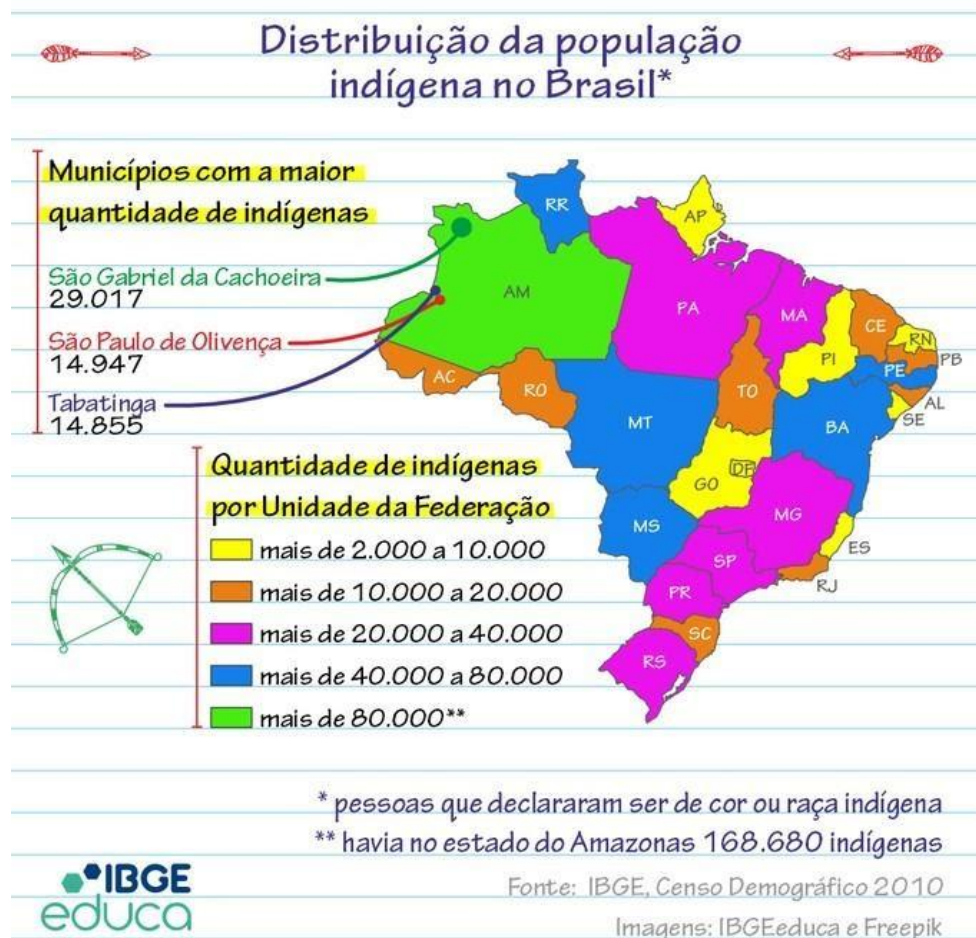 Distribuição da população
indígena no Brasil*
Municípios com a maior
quantidade de indígenas
São Gabriel da Cachoeira
29.017
São Paulo de Olivença
14.947
Tabatinga
14.855
RR
AP
AM
PA
MA
CE
RN
PB
PI
PE
AL
SE
AC
RO
TO
MT
BA
GO
DF
MG
ES
MS
SP
RJ
PR
SC
RS
Quantidade de indígenas
por Unidade da Federação
mais de 2.000 a 10.000
mais de 10.000 a 20.000
mais de 20.000 a 40.000
mais de 40.000 a 80.000
mais de 80.000**
* pessoas que declararam ser de cor ou raça indígena
** havia no estado do Amazonas 168.680 indígenas
IBGE
educa
Fonte: IBGE, Censo Demográfico 2010
Imagens: IBGEeduca e Freepik